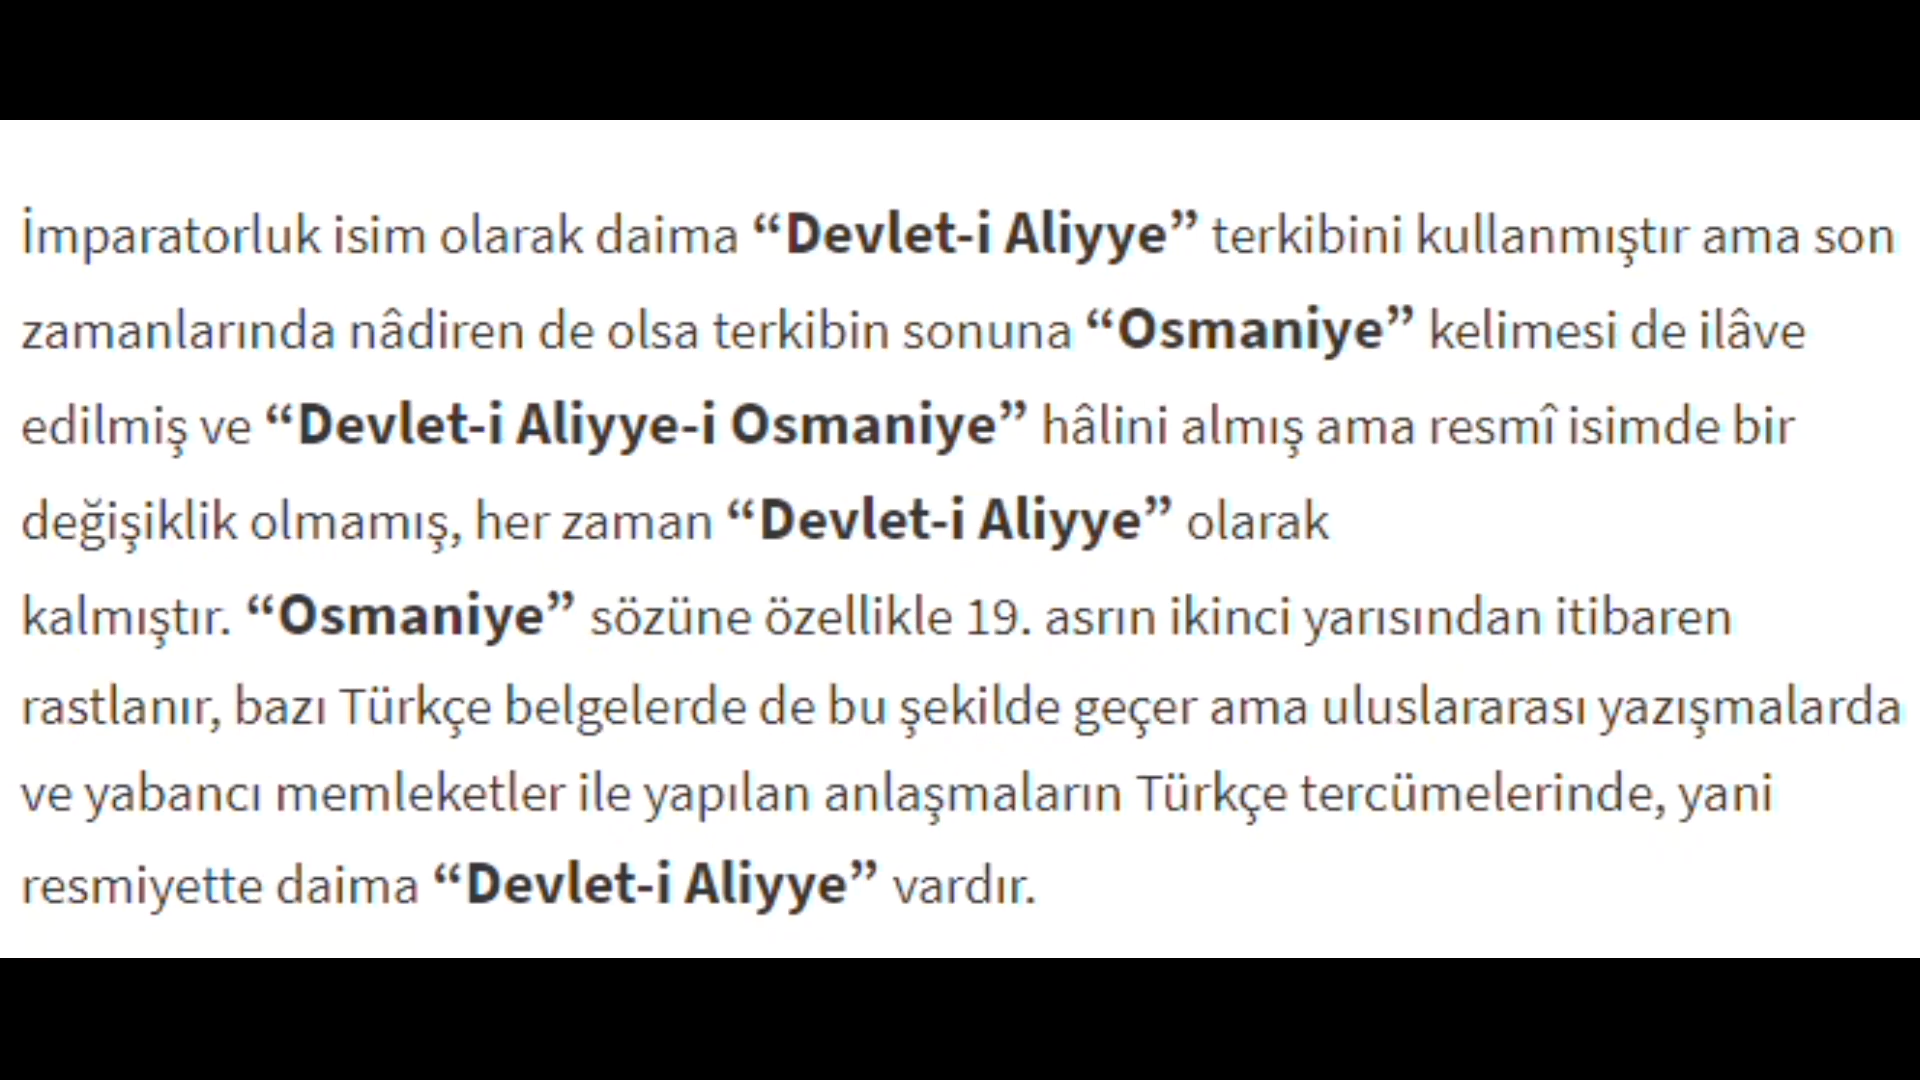 İmparatorluk isim olarak daima “Devlet-i Aliyye” terkibini kullanmıştır ama son
zamanlarında nâdiren de olsa terkibin sonuna “Osmaniye” kelimesi de ilâve
edilmiş ve “Devlet-i Aliyye-i Osmaniye” hâlini almış ama resmî isimde bir
değişiklik olmamış, her zaman “Devlet-i Aliyye” olarak
kalmıştır. “Osmaniye” sözüne özellikle 19. asrın ikinci yarısından itibaren
rastlanır, bazı Türkçe belgelerde de bu şekilde geçer ama uluslararası yazışmalarda
ve yabancı memleketler ile yapılan anlaşmaların Türkçe tercümelerinde, yani
resmiyette daima “Devlet-i Aliyye” vardır.